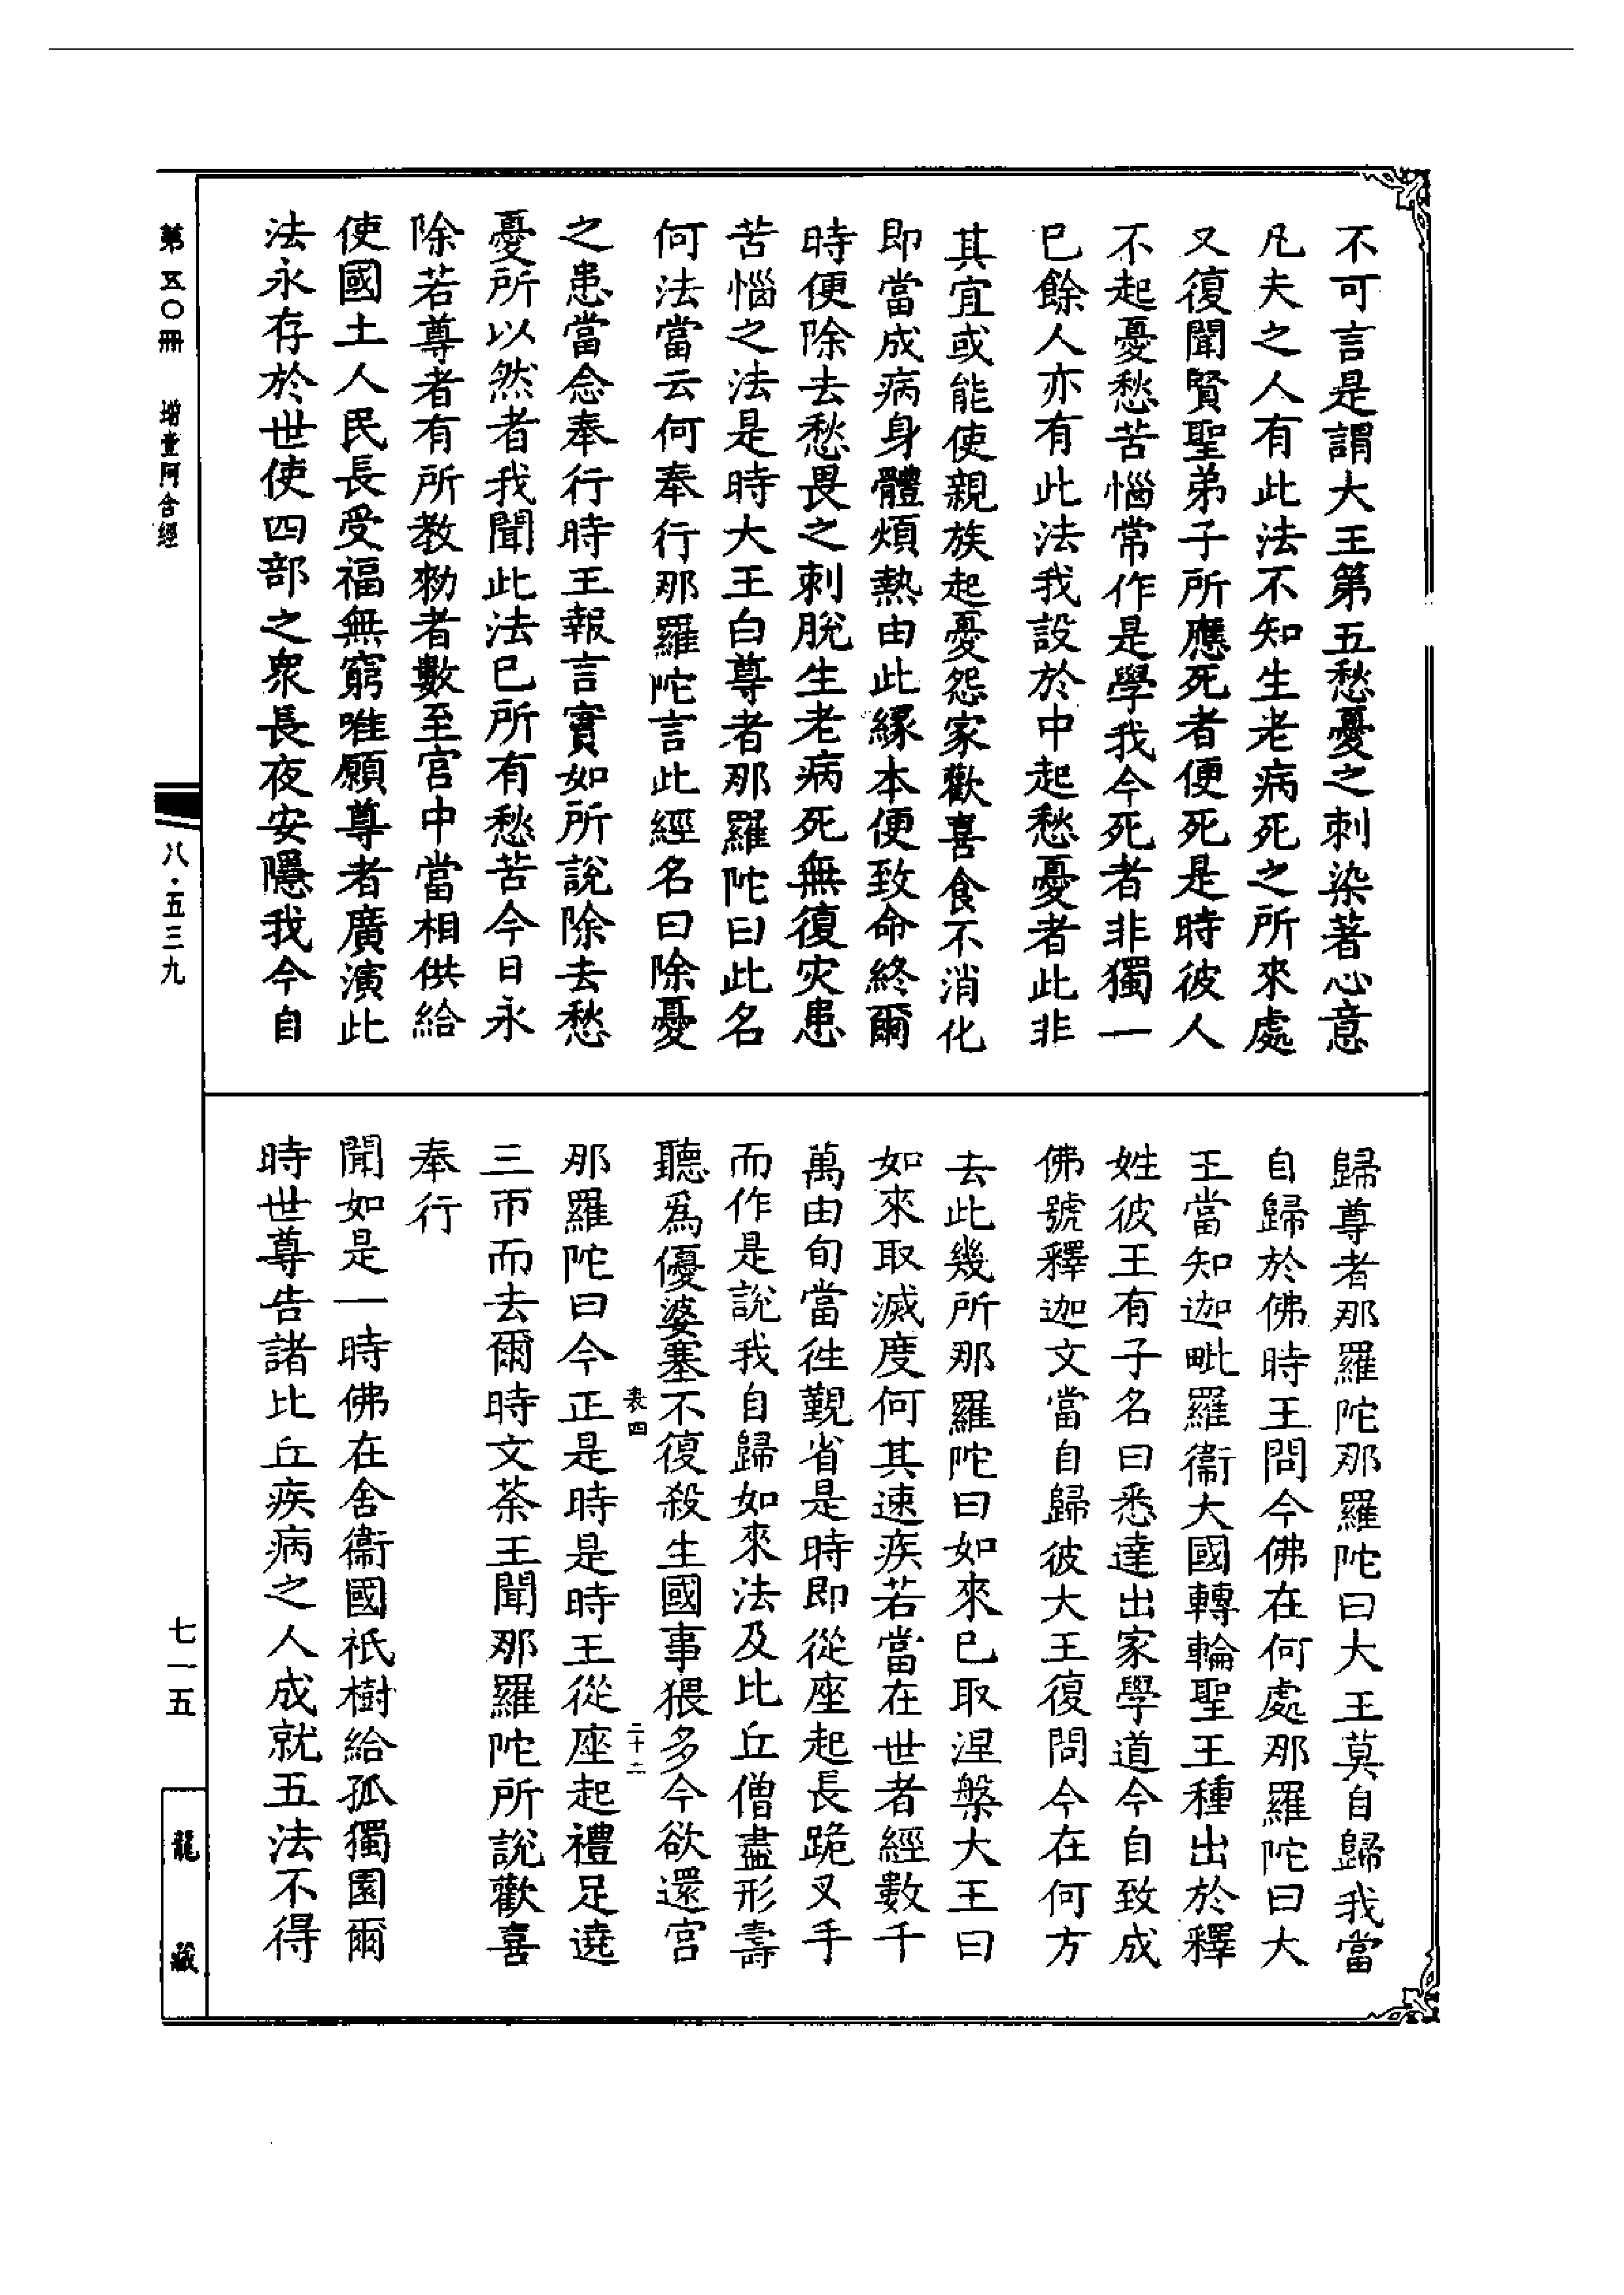 不可言是謂大王第五愁憂之刺染著心意
凡夫之人有此法不知生老病死之所來處
又復聞賢聖弟子所應死者便死是時彼人
不起憂愁苦惱常作是學我今死者非獨一
已餘人亦有此法我設於中起愁憂者此非
其宜或能使親族起憂怨家歡喜食不消化
即當成病身體煩熱由此緣本便致命終爾
時便除去愁畏之刺脫生老病死無復灾患
苦惱之法是時大王白尊者那羅陀曰此名
何法當云何奉行那羅陀言此經名曰除憂
之患當念奉行時王報言實如所說除去愁
憂所以然者我聞此法已所有愁苦今日永
除若尊者有所教勑者數至宮中當相供給
使國土人民長受福無窮唯願尊者廣演此
法永存於世使四部之衆長夜安隱我今自
歸尊者那羅陀那羅陀曰大王莫自歸我當
自歸於佛時王問今佛在何處那羅陀曰大
王當知迦毗羅衞大國轉輪聖王種出於釋
姓彼王有子名曰悉達出家學道今自致成
佛號釋迦文當自歸彼大王復問今在何方
去此幾所那羅陀曰如來已取涅槃大王曰
如來取滅度何其速疾若當在世者經數千
萬由旬當往覲省是時即從座起長跪叉手
而作是說我自歸如來法及比丘僧盡形壽
聽爲優婆塞不復殺生國事猥多今欲還宮
表四
二十二
那羅陀曰今正是時是時王從座起禮足遶
三帀而去爾時文荼王聞那羅陀所說歡喜
奉行
聞如是一時佛在舍衞國祇樹給孤獨園爾
時世尊告諸比丘疾病之人成就五法不得
第五〇冊
增壹阿含經
八·五三九
七一五
龍藏